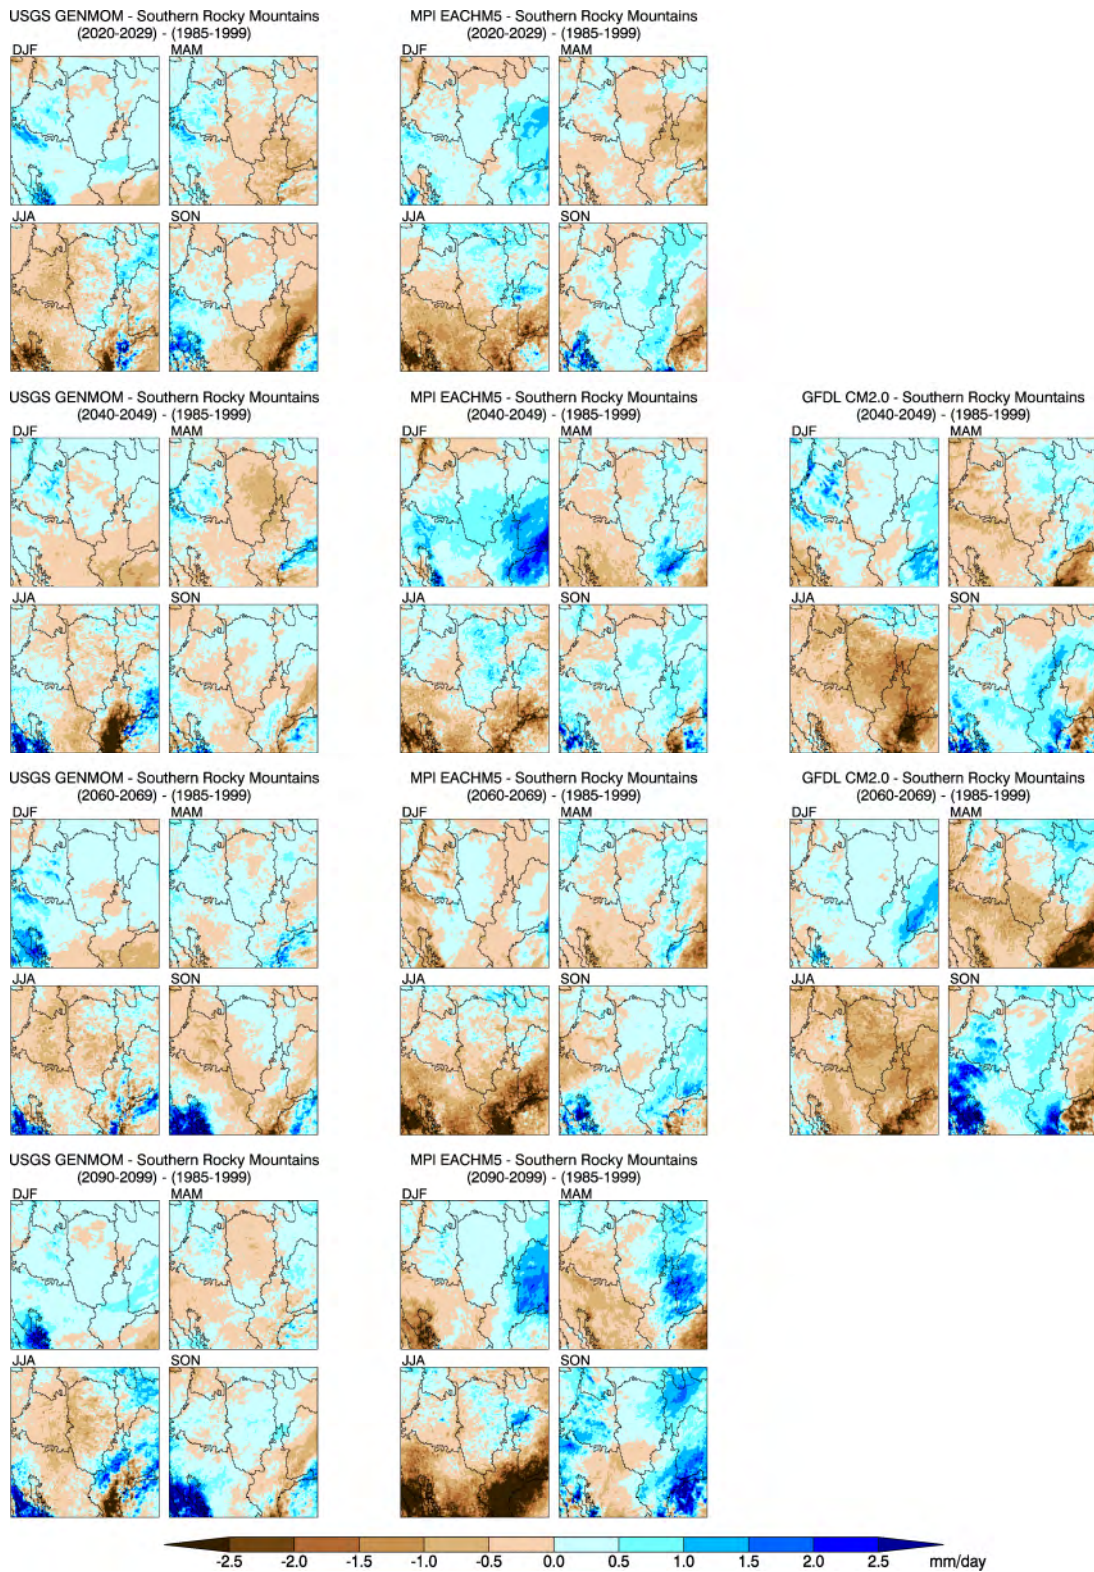 USGS GENMOM - Southern Rocky Mountains
(2020-2029) - (1985-1999)
DJF MAM
JJA SON
MPI EACHM5 - Southern Rocky Mountains
(2020-2029) - (1985-1999)
DJF MAM
JJA SON
USGS GENMOM - Southern Rocky Mountains
(2040-2049) - (1985-1999)
DJF MAM
JJA SON
MPI EACHM5 - Southern Rocky Mountains
(2040-2049) - (1985-1999)
DJF MAM
JJA SON
GFDL CM2.0 - Southern Rocky Mountains
(2040-2049) - (1985-1999)
DJF MAM
JJA SON
USGS GENMOM - Southern Rocky Mountains
(2060-2069) - (1985-1999)
DJF MAM
JJA SON
MPI EACHM5 - Southern Rocky Mountains
(2060-2069) - (1985-1999)
DJF MAM
JJA SON
GFDL CM2.0 - Southern Rocky Mountains
(2060-2069) - (1985-1999)
DJF MAM
JJA SON
USGS GENMOM - Southern Rocky Mountains
(2090-2099) - (1985-1999)
DJF MAM
JJA SON
MPI EACHM5 - Southern Rocky Mountains
(2090-2099) - (1985-1999)
DJF MAM
JJA SON
-2.5 -2.0 -1.5 -1.0 -0.5 0.0 0.5 1.0 1.5 2.0 2.5 mm/day